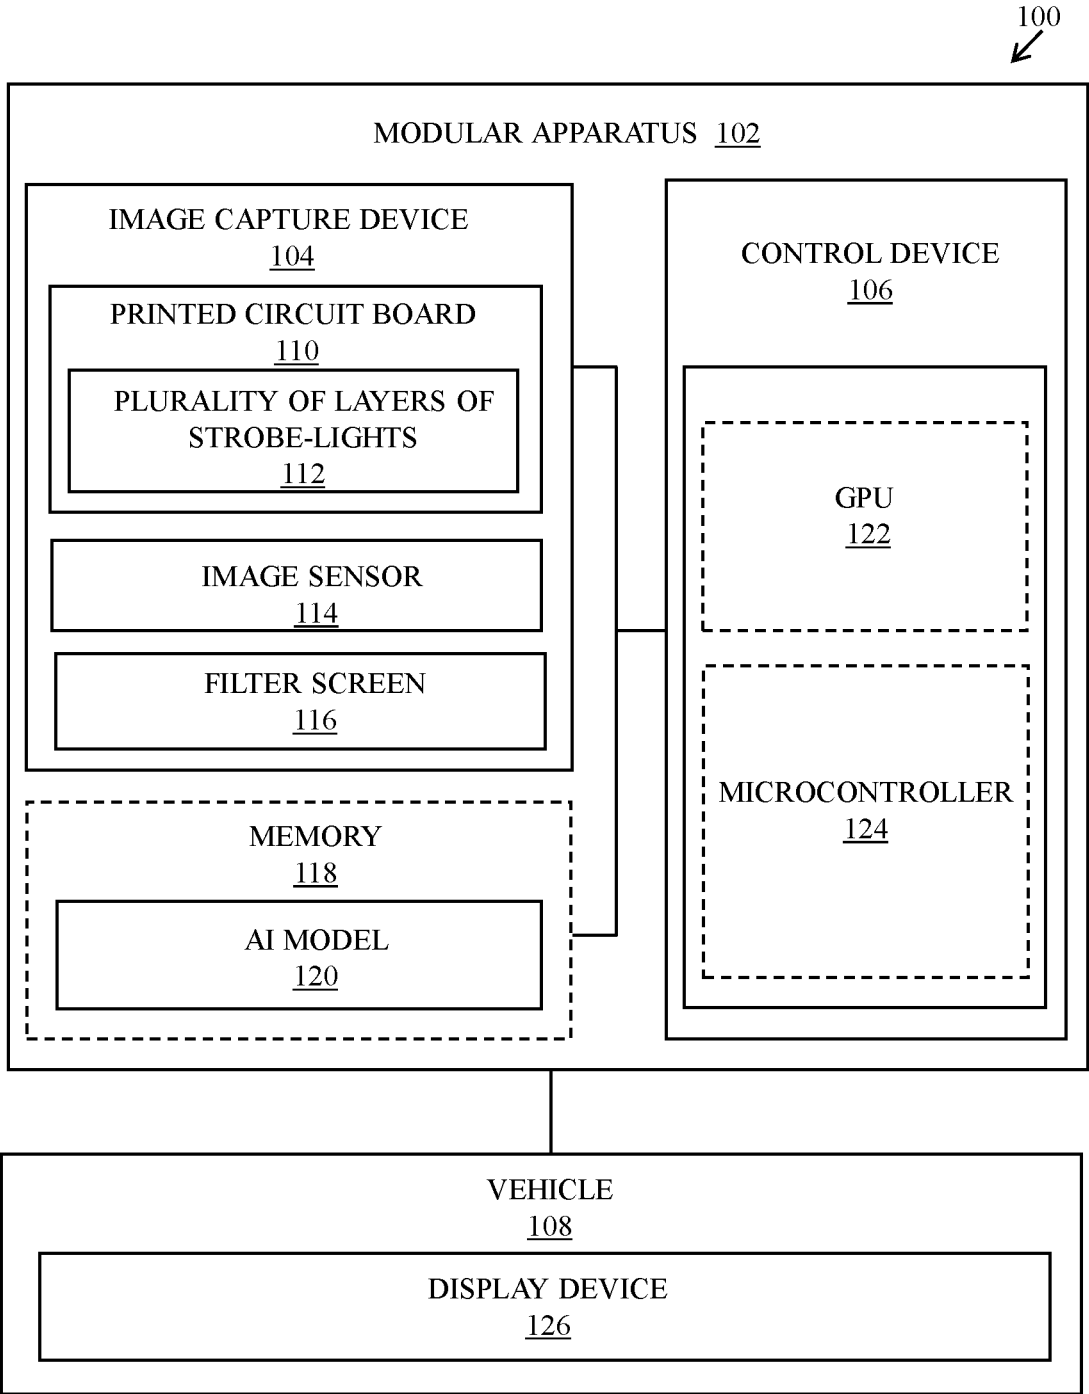 100
MODULAR APPARATUS 102
IMAGE CAPTURE DEVICE
104
PRINTED CIRCUIT BOARD
110
PLURALITY OF LAYERS OF
STROBE-LIGHTS
112
IMAGE SENSOR
114
FILTER SCREEN
116
MEMORY
118
AI MODEL
120
CONTROL DEVICE
106
GPU
122
MICROCONTROLLER
124
VEHICLE
108
DISPLAY DEVICE
126